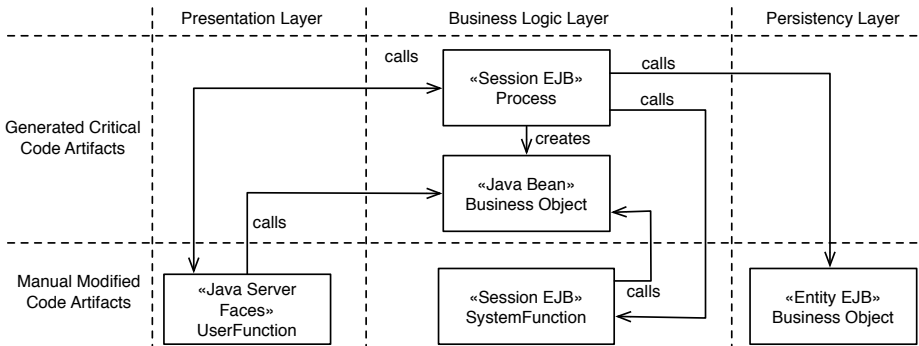 Presentation Layer
Business Logic Layer
Persistency Layer
calls
«Session EJB»
Process
calls
calls
Generated Critical
Code Artifacts
creates
«Java Bean»
Business Object
calls
Manual Modified
Code Artifacts
«Java Server
Faces»
UserFunction
«Session EJB»
SystemFunction
calls
«Entity EJB»
Business Object